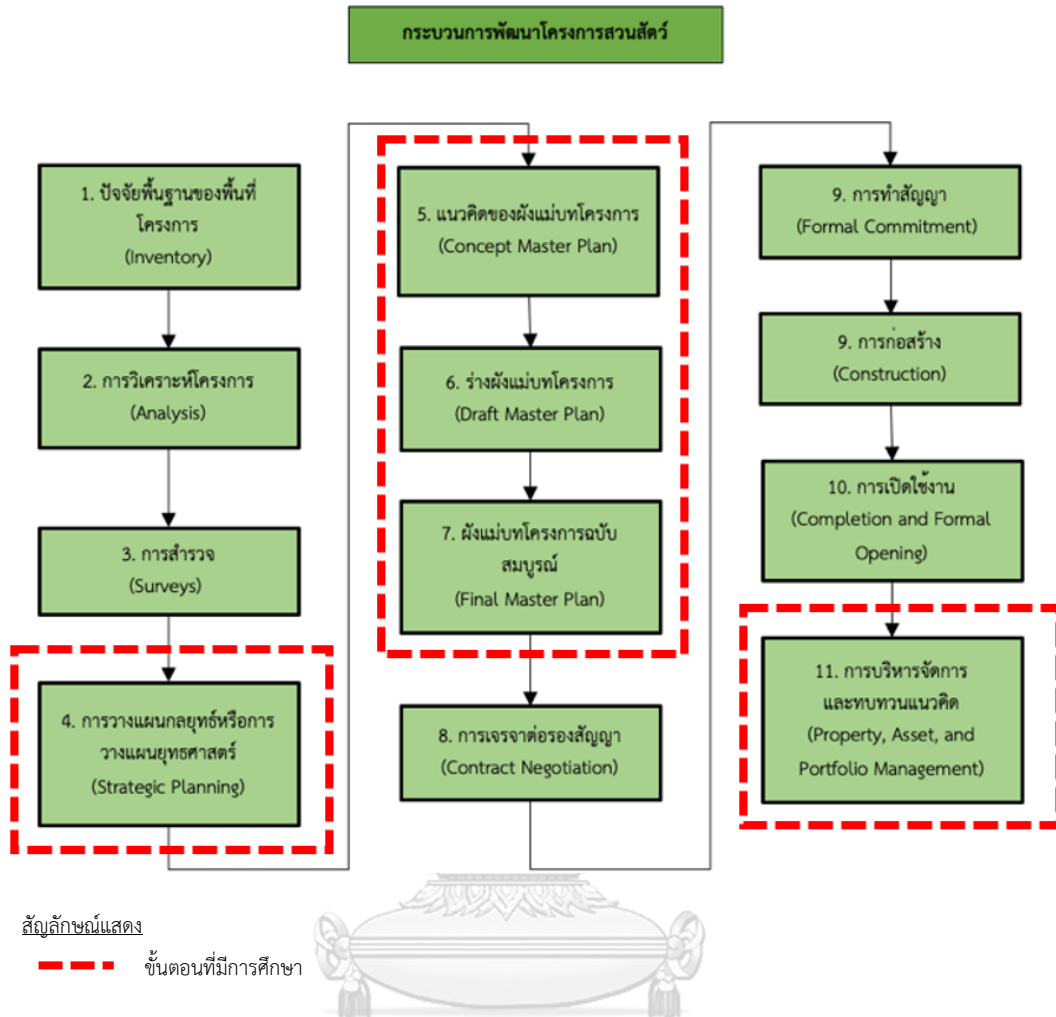 กระบวนการพัฒนาโครงการสวนสัตว์
1. ปัจจัยพื้นฐานของพื้นที่
โครงการ
(Inventory)
2. การวิเคราะห์โครงการ
(Analysis)
3. การสำรวจ
(Surveys)
4. การวางแผนกลยุทธ์หรือการ
วางแผนยุทธศาสตร์
(Strategic Planning)
5. แนวคิดของผังแม่บทโครงการ
(Concept Master Plan)
6. ร่างผังแม่บทโครงการ
(Draft Master Plan)
7. ผังแม่บทโครงการฉบับ
สมบูรณ์
(Final Master Plan)
8. การเจรจาต่อรองสัญญา
(Contract Negotiation)
9. การทำสัญญา
(Formal Commitment)
9. การก่อสร้าง
(Construction)
10. การเปิดใช้งาน
(Completion and Formal
Opening)
11. การบริหารจัดการ
และทบทวนแนวคิด
(Property, Asset, and
Portfolio Management)
สัญลักษณ์แสดง
ขั้นตอนที่มีการศึกษา